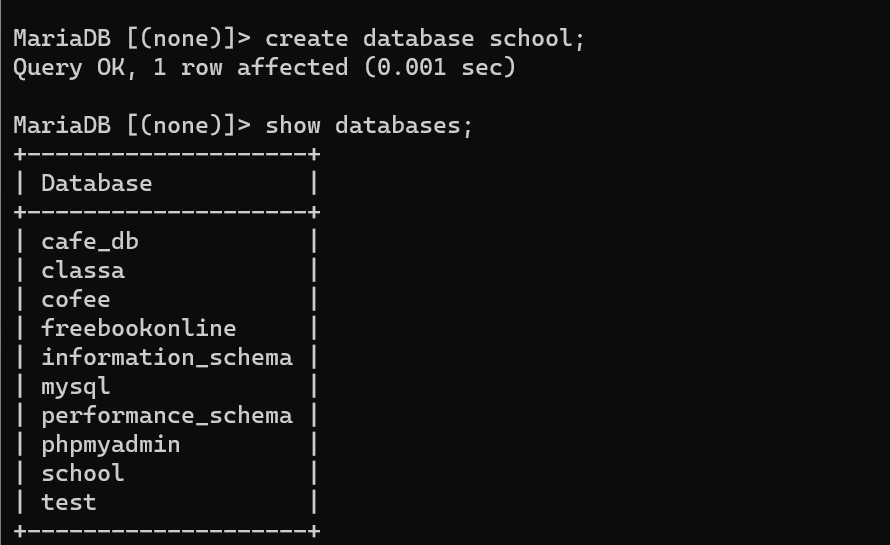 MariaDB [(none)]> create database school;
Query OK, 1 row affected (0.001 sec)
MariaDB [(none)]> show databases;
+--------------------+
| Database           |
+--------------------+
| cafe_db            |
| classa             |
| cofee              |
| freebookonline     |
| information_schema |
| mysql              |
| performance_schema |
| phpmyadmin         |
| school             |
| test               |
+--------------------+